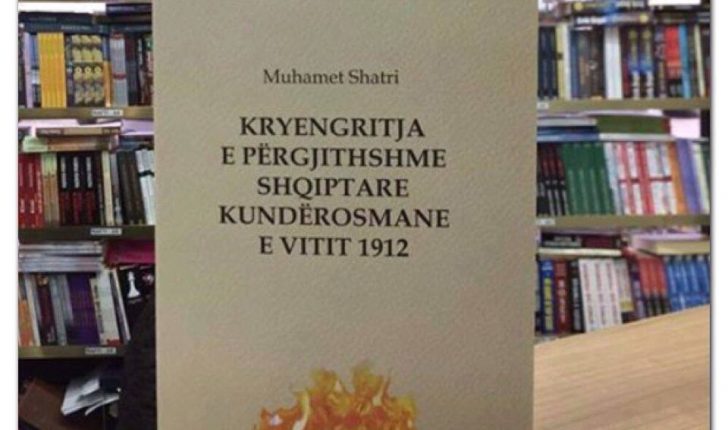 Muhamet Shatri
KRYENGRITJA
E PËRGJITHSHME
SHQIPTARE
KUNDËROSMANE
E VITIT 1912